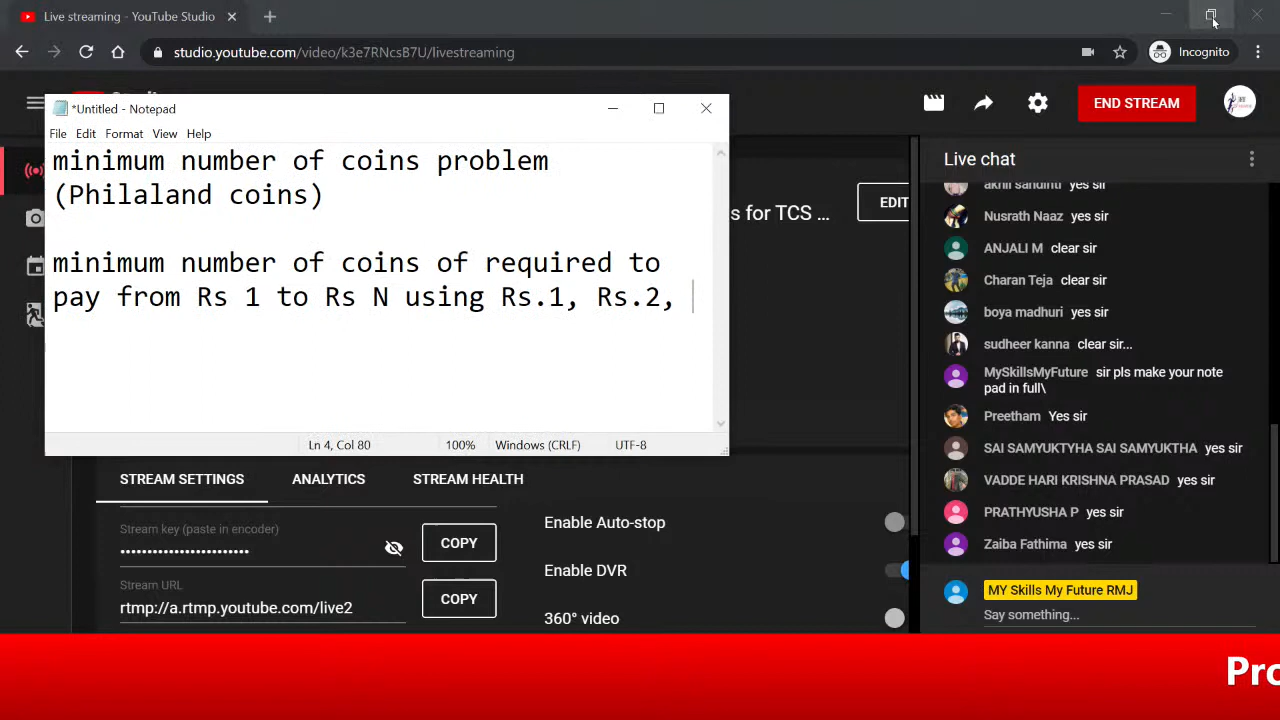 Live streaming - YouTube Studio
studio.youtube.com/video/k3e7RNcsB7U/livestreaming
Incognito
END STREAM
*Untitled - Notepad
File Edit Format View Help
minimum number of coins problem
(Philaland coins)
minimum number of coins of required to
pay from Rs 1 to Rs N using Rs.1, Rs.2,
Ln 4, Col 80 100% Windows (CRLF) UTF-8
s for TCS ...
EDIT
STREAM SETTINGS ANALYTICS STREAM HEALTH
Stream key (paste in encoder)
••••••••••••••••••••••••
COPY
Stream URL
rtmp://a.rtmp.youtube.com/live2
COPY
Enable Auto-stop
Enable DVR
360° video
Live chat
akhil sandinti yes sir
Nusrath Naaz yes sir
ANJALI M clear sir
Charan Teja clear sir
boya madhuri yes sir
sudheer kanna clear sir...
MySkillsMyFuture sir pls make your note
pad in full\
Preetham Yes sir
SAI SAMYUKTYHA SAI SAMYUKTHA yes sir
VADDE HARI KRISHNA PRASAD yes sir
PRATHYUSHA P yes sir
Zaiba Fathima yes sir
MY Skills My Future RMJ
Say something...
Pro